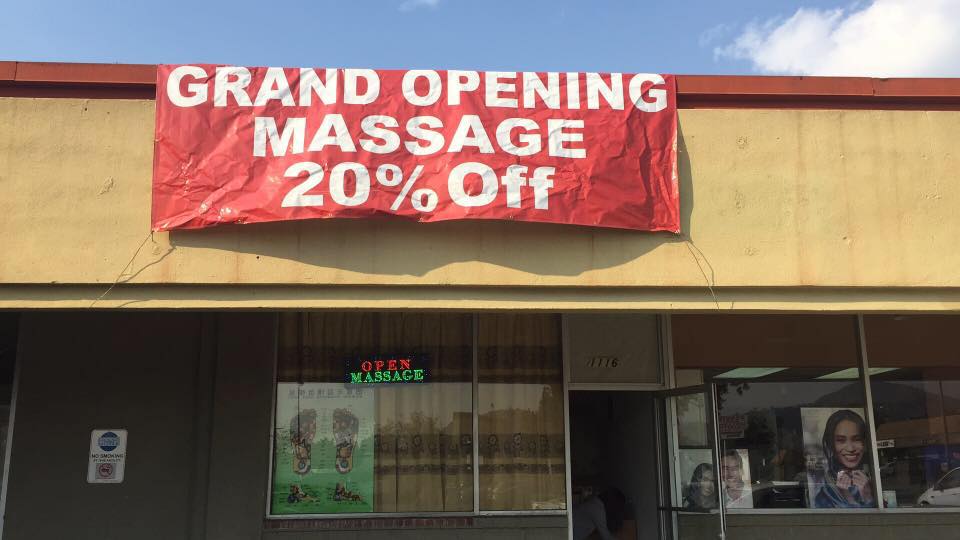 GRAND OPENING
MASSAGE
20% Off
OPEN
MASSAGE
1116
NO SMOKING